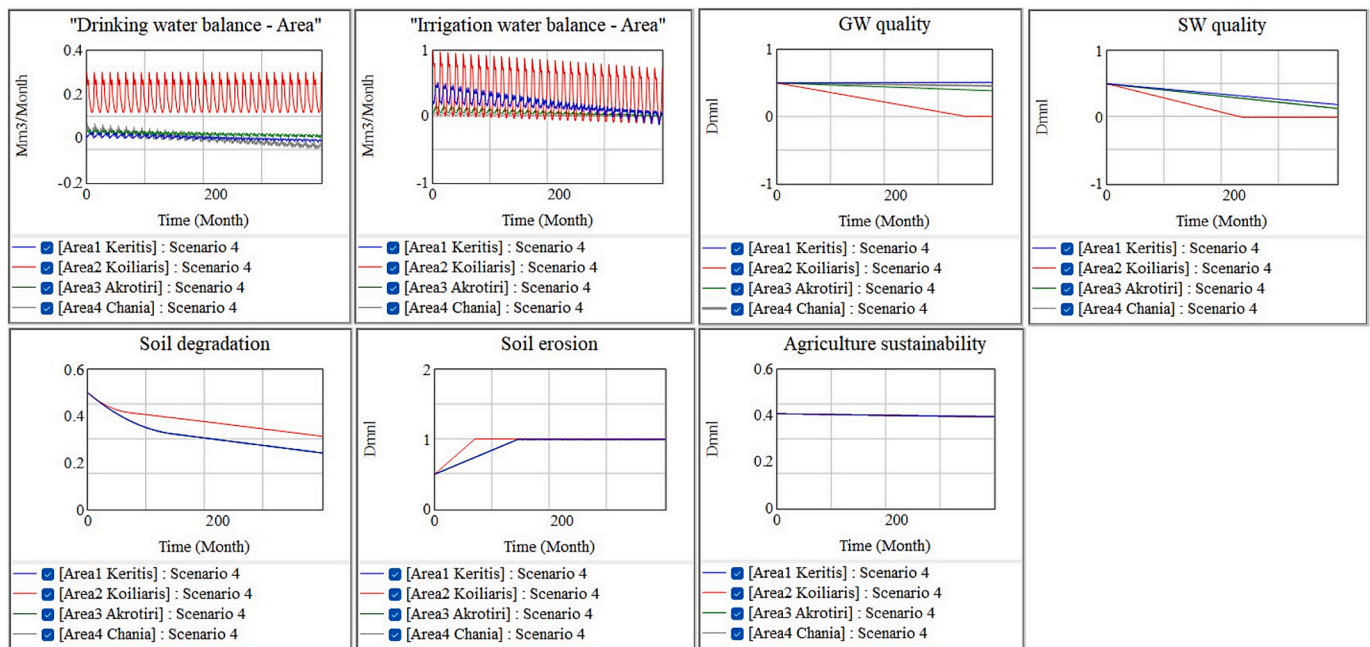 "Drinking water balance - Area"
Mm3/Month
0.4
0.2
0
-0.2
0
200
Time (Month)
[Area1 Keritis] : Scenario 4
[Area2 Koiliaris] : Scenario 4
[Area3 Akrotiri] : Scenario 4
[Area4 Chania] : Scenario 4
"Irrigation water balance - Area"
Mm3/Month
1
0
-1
0
200
Time (Month)
[Area1 Keritis] : Scenario 4
[Area2 Koiliaris] : Scenario 4
[Area3 Akrotiri] : Scenario 4
[Area4 Chania] : Scenario 4
GW quality
Dmnl
1
0
-1
0
200
Time (Month)
[Area1 Keritis] : Scenario 4
[Area2 Koiliaris] : Scenario 4
[Area3 Akrotiri] : Scenario 4
[Area4 Chania] : Scenario 4
SW quality
Dmnl
1
0
-1
0
200
Time (Month)
[Area1 Keritis] : Scenario 4
[Area2 Koiliaris] : Scenario 4
[Area3 Akrotiri] : Scenario 4
[Area4 Chania] : Scenario 4
Soil degradation
0.6
0.4
0.2
0
0
200
Time (Month)
[Area1 Keritis] : Scenario 4
[Area2 Koiliaris] : Scenario 4
[Area3 Akrotiri] : Scenario 4
[Area4 Chania] : Scenario 4
Soil erosion
Dmnl
2
1
0
0
200
Time (Month)
[Area1 Keritis] : Scenario 4
[Area2 Koiliaris] : Scenario 4
[Area3 Akrotiri] : Scenario 4
[Area4 Chania] : Scenario 4
Agriculture sustainability
Dmnl
0.6
0.4
0.2
0
0
200
Time (Month)
[Area1 Keritis] : Scenario 4
[Area2 Koiliaris] : Scenario 4
[Area3 Akrotiri] : Scenario 4
[Area4 Chania] : Scenario 4